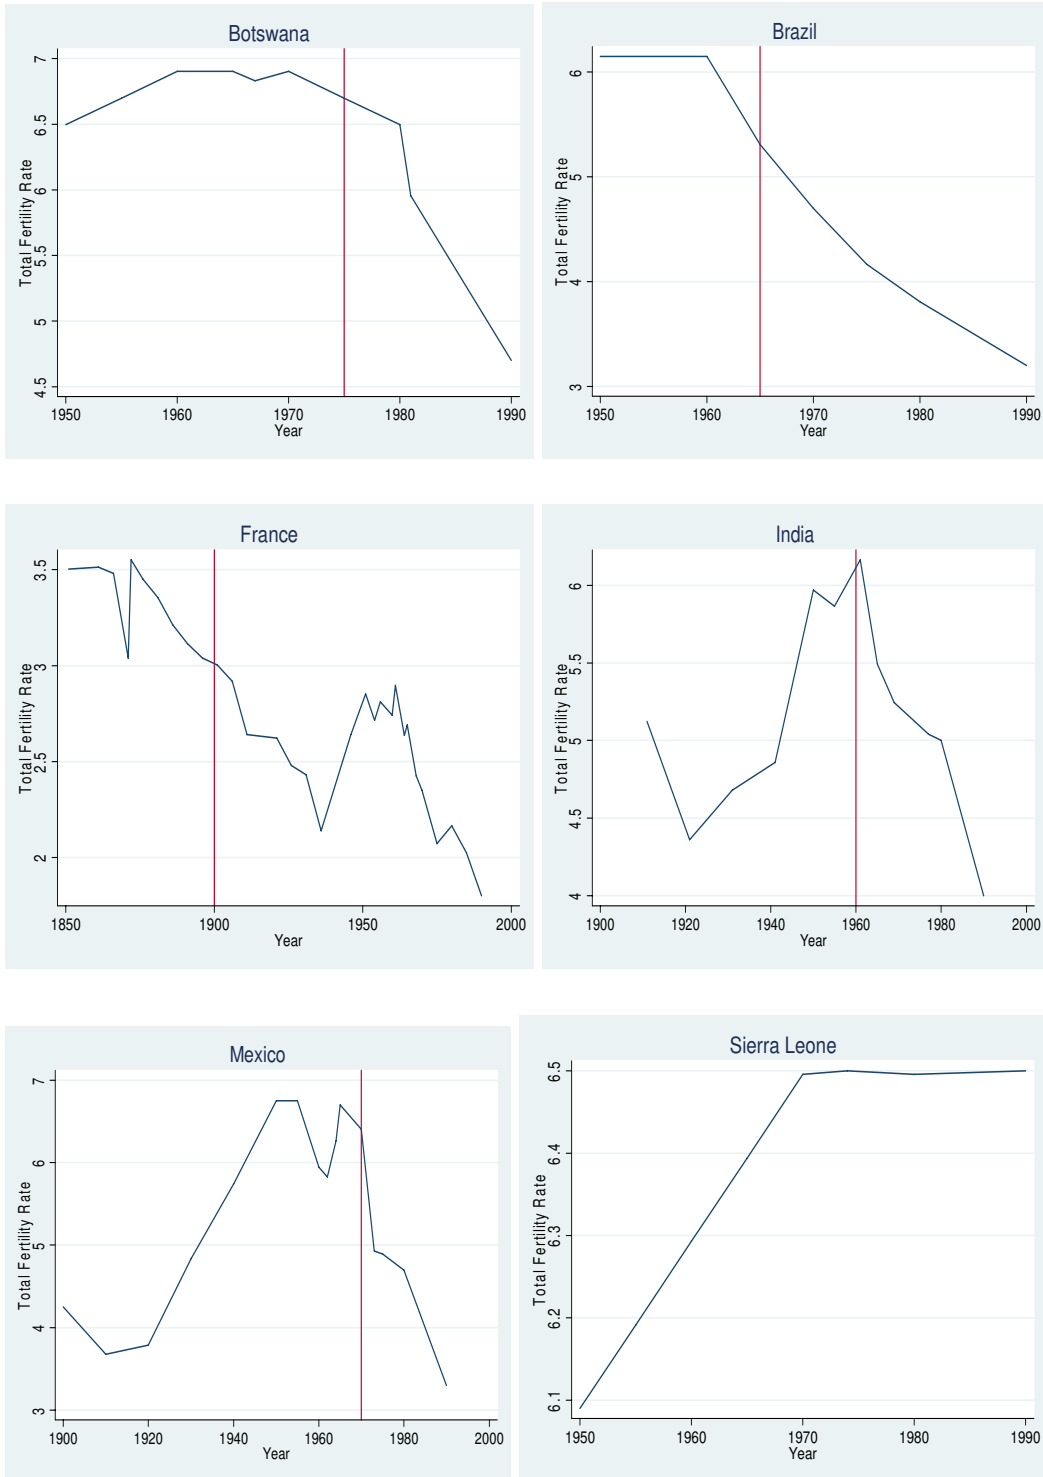 Botswana
Total Fertility Rate
7
6.5
6
5.5
5
4.5
1950 1960 1970 1980 1990
Year
Brazil
Total Fertility Rate
6
5
4
3
1950 1960 1970 1980 1990
Year
France
Total Fertility Rate
3.5
3
2.5
2
1850 1900 1950 2000
Year
India
Total Fertility Rate
6
5.5
5
4.5
4
1900 1920 1940 1960 1980 2000
Year
Mexico
Total Fertility Rate
7
6
5
4
3
1900 1920 1940 1960 1980 2000
Year
Sierra Leone
Total Fertility Rate
6.5
6.4
6.3
6.2
6.1
1950 1960 1970 1980 1990
Year